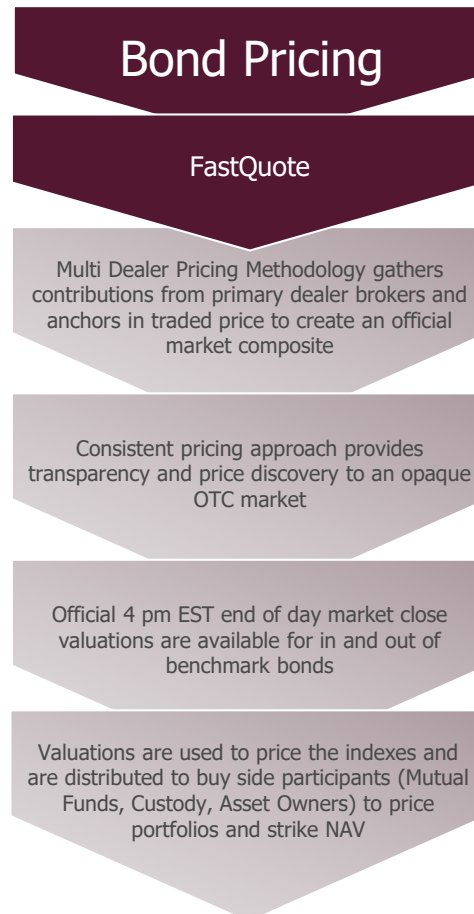 Bond Pricing
FastQuote
Multi Dealer Pricing Methodology gathers
contributions from primary dealer brokers and
anchors in traded price to create an official
market composite
Consistent pricing approach provides
transparency and price discovery to an opaque
OTC market
Official 4 pm EST end of day market close
valuations are available for in and out of
benchmark bonds
Valuations are used to price the indexes and
are distributed to buy side participants (Mutual
Funds, Custody, Asset Owners) to price
portfolios and strike NAV